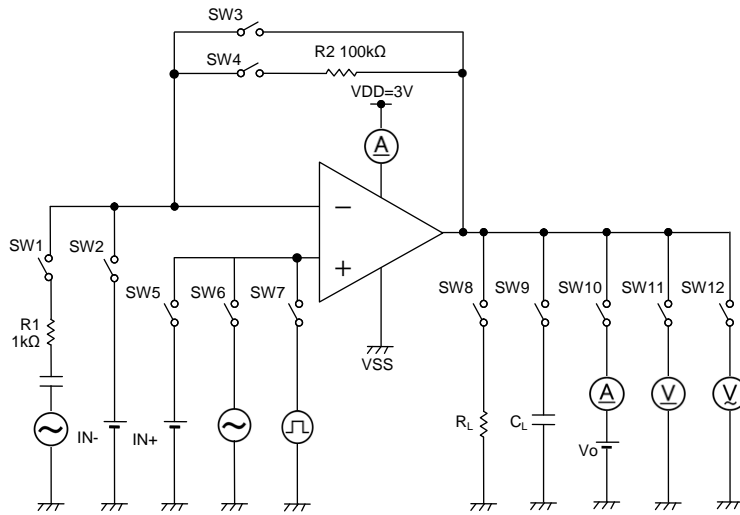 SW3
SW4
R2 100kΩ
VDD=3V
A
−
+
SW1
SW2
SW5
SW6
SW7
SW8
SW9
SW10
SW11
SW12
R1
1kΩ
VSS
IN-
IN+
RL
CL
A
V
V
Vo